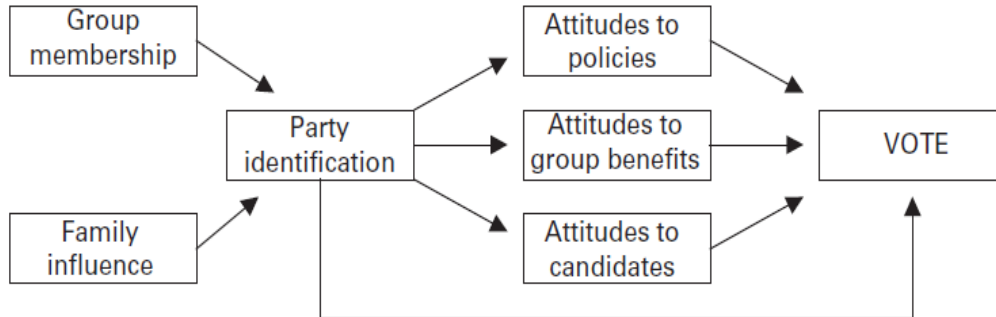 Group
membership
Family
influence
Party
identification
Attitudes to
policies
Attitudes to
group benefits
Attitudes to
candidates
VOTE